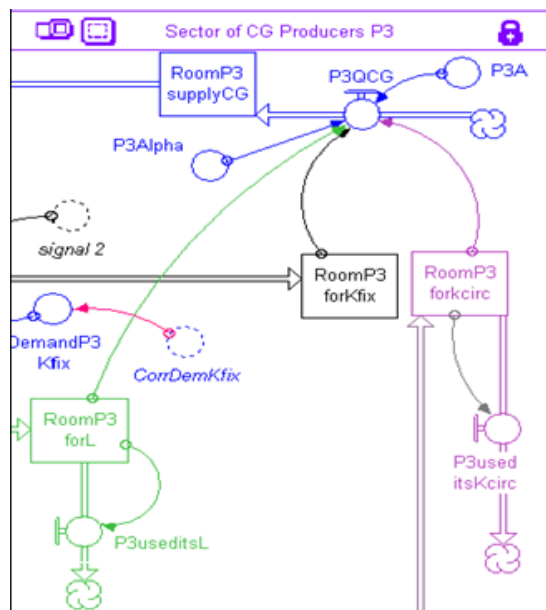 Sector of CG Producers P3
RoomP3
supplyCG
P3QCG
P3A
P3Alpha
signal 2
RoomP3
forKfix
RoomP3
forkcirc
DemandP3
Kfix
CorrDemKfix
RoomP3
forL
P3useditsL
P3used
itsKcirc